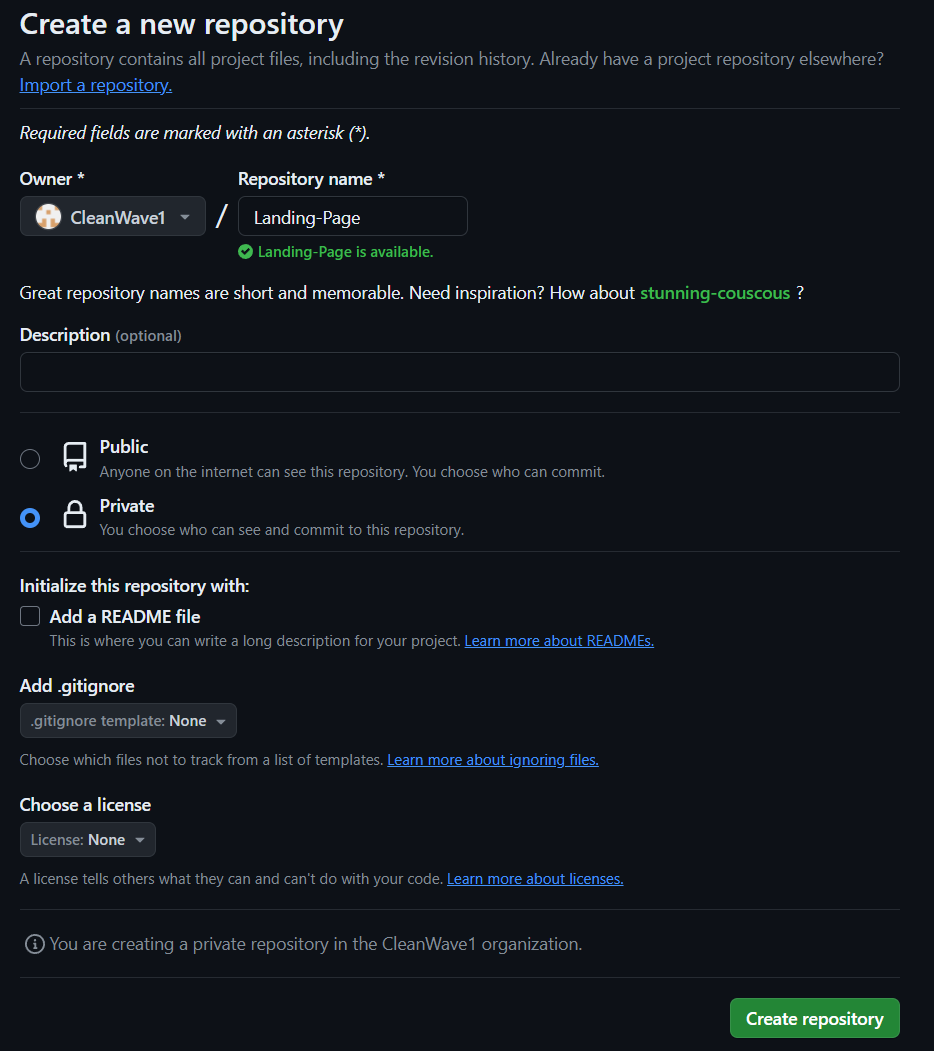 Create a new repository
A repository contains all project files, including the revision history. Already have a project repository elsewhere?
Import a repository.
Required fields are marked with an asterisk (*).
Owner * Repository name *
CleanWave1 / Landing-Page
Landing-Page is available.
Great repository names are short and memorable. Need inspiration? How about stunning-couscous ?
Description (optional)
Public
Anyone on the internet can see this repository. You choose who can commit.
Private
You choose who can see and commit to this repository.
Initialize this repository with:
Add a README file
This is where you can write a long description for your project. Learn more about READMEs.
Add .gitignore
.gitignore template: None
Choose which files not to track from a list of templates. Learn more about ignoring files.
Choose a license
License: None
A license tells others what they can and can't do with your code. Learn more about licenses.
You are creating a private repository in the CleanWave1 organization.
Create repository